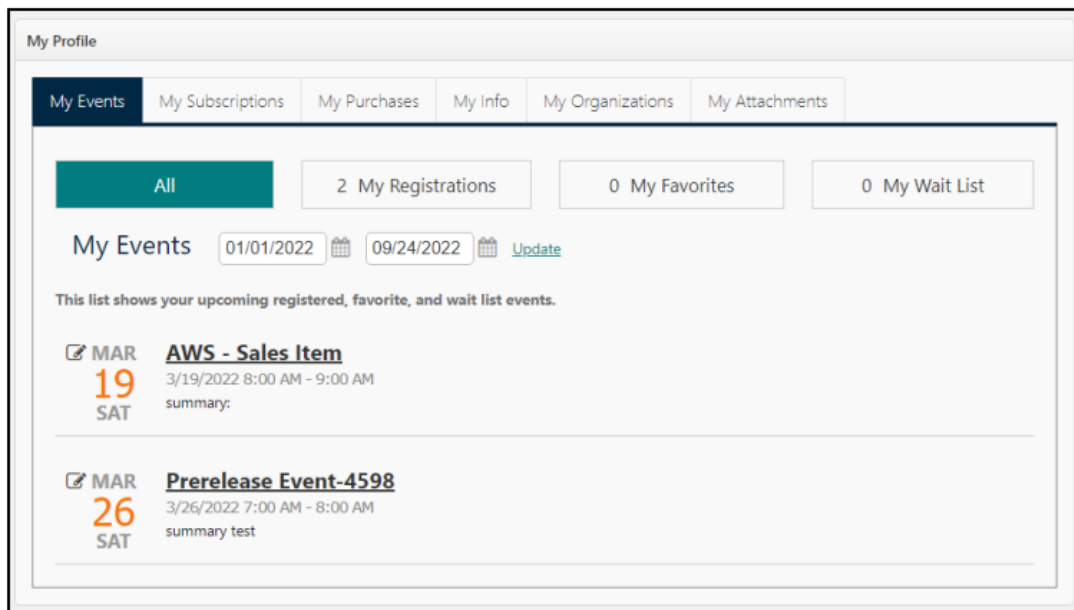 My Profile
My Events My Subscriptions My Purchases My Info My Organizations My Attachments
All 2 My Registrations 0 My Favorites 0 My Wait List
My Events 01/01/2022 09/24/2022 Update
This list shows your upcoming registered, favorite, and wait list events.
MAR AWS - Sales Item
19 3/19/2022 8:00 AM - 9:00 AM
SAT summary:
MAR Prerelease Event-4598
26 3/26/2022 7:00 AM - 8:00 AM
SAT summary test